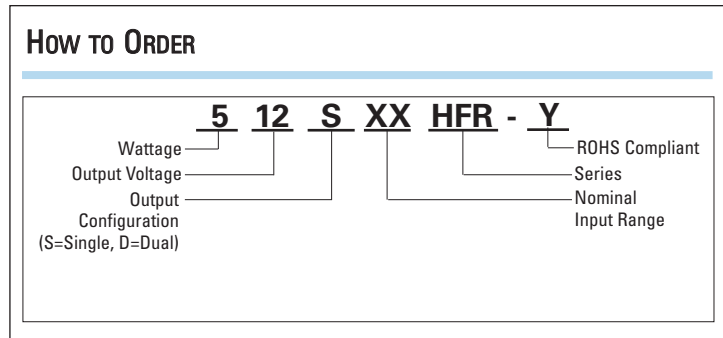 HOW TO ORDER
5 12 S XX HFR - Y
Wattage
Output Voltage
Output
Configuration
(S=Single, D=Dual)
ROHS Compliant
Series
Nominal
Input Range